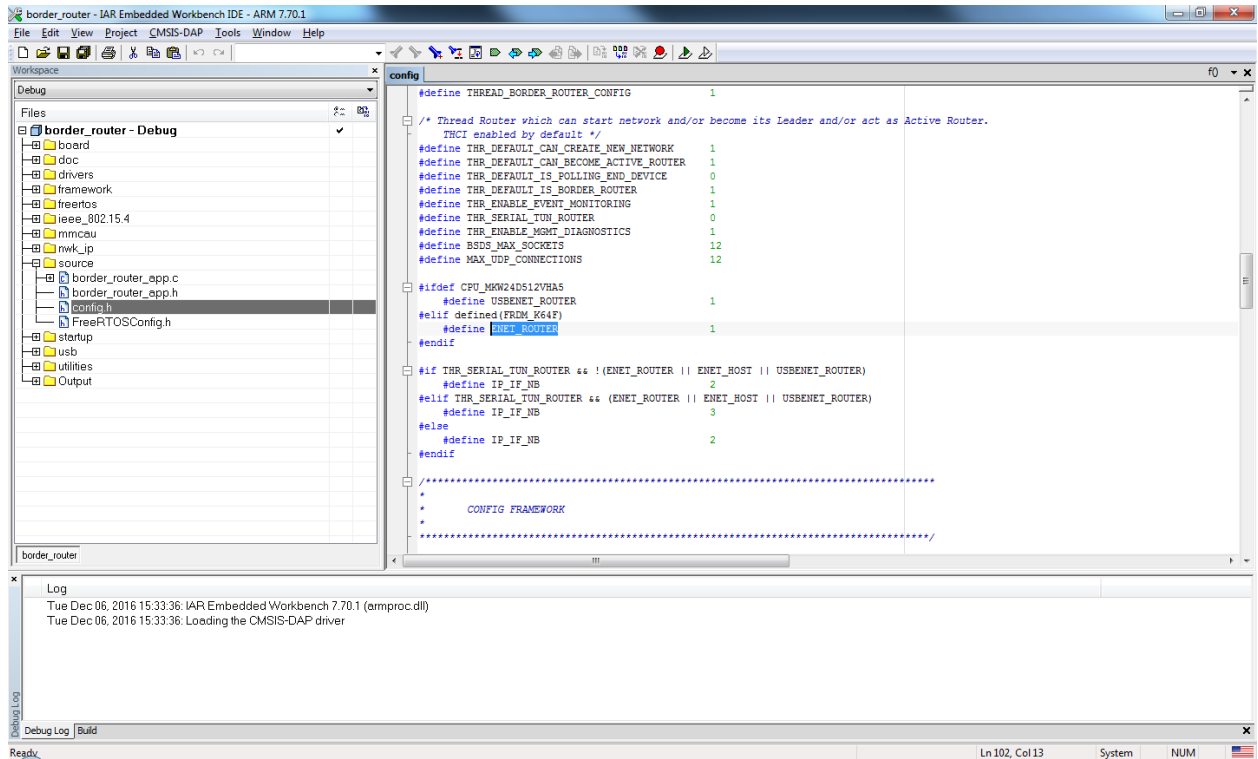 border_router - IAR Embedded Workbench IDE - ARM 7.70.1
File Edit View Project CMSIS-DAP Tools Window Help
Workspace
Debug
Files
border_router - Debug
board
doc
drivers
framework
freertos
ieee_802.15.4
mmcau
nwk_ip
source
border_router_app.c
border_router_app.h
config.h
FreeRTOSConfig.h
startup
usb
utilities
Output
border_router
config
f()
#define THREAD_BORDER_ROUTER_CONFIG 1
/* Thread Router which can start network and/or become its Leader and/or act as Active Router.
THCI enabled by default */
#define THR_DEFAULT_CAN_CREATE_NEW_NETWORK 1
#define THR_DEFAULT_CAN_BECOME_ACTIVE_ROUTER 1
#define THR_DEFAULT_IS_POLLING_END_DEVICE 0
#define THR_DEFAULT_IS_BORDER_ROUTER 1
#define THR_ENABLE_EVENT_MONITORING 1
#define THR_SERIAL_TUN_ROUTER 0
#define THR_ENABLE_MGMT_DIAGNOSTICS 1
#define BSDS_MAX_SOCKETS 12
#define MAX_UDP_CONNECTIONS 12
#ifdef CPU_MKW24D512VHA5
#define USBENET_ROUTER 1
#elif defined(FRDM_K64F)
#define ENET_ROUTER 1
#endif
#if THR_SERIAL_TUN_ROUTER && !(ENET_ROUTER || ENET_HOST || USBENET_ROUTER)
#define IP_IF_NB 2
#elif THR_SERIAL_TUN_ROUTER && (ENET_ROUTER || ENET_HOST || USBENET_ROUTER)
#define IP_IF_NB 3
#else
#define IP_IF_NB 2
#endif
/*****************************************************************************
*
* CONFIG FRAMEWORK
*
*****************************************************************************/
Log
Tue Dec 06, 2016 15:33:36: IAR Embedded Workbench 7.70.1 (armproc.dll)
Tue Dec 06, 2016 15:33:36: Loading the CMSIS-DAP driver
Debug Log
Debug Log Build
Ready
Ln 102, Col 13 System NUM